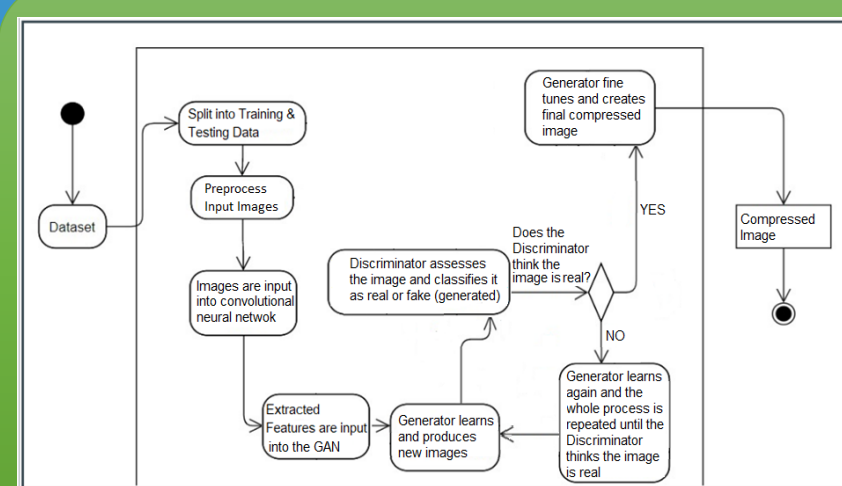 Split into Training &
Testing Data
Preprocess
Input Images
Dataset
Images are input
into convolutional
neural netwok
Extracted
Features are input
into the GAN
Generator learns
and produces
new images
Discriminator assesses
the image and classifies it
as real or fake (generated)
Does the
Discriminator
think the
image is real?
YES
NO
Generator fine
tunes and creates
final compressed
image
Generator learns
again and the
whole process is
repeated until the
Discriminator
thinks the image
is real
Compressed
Image